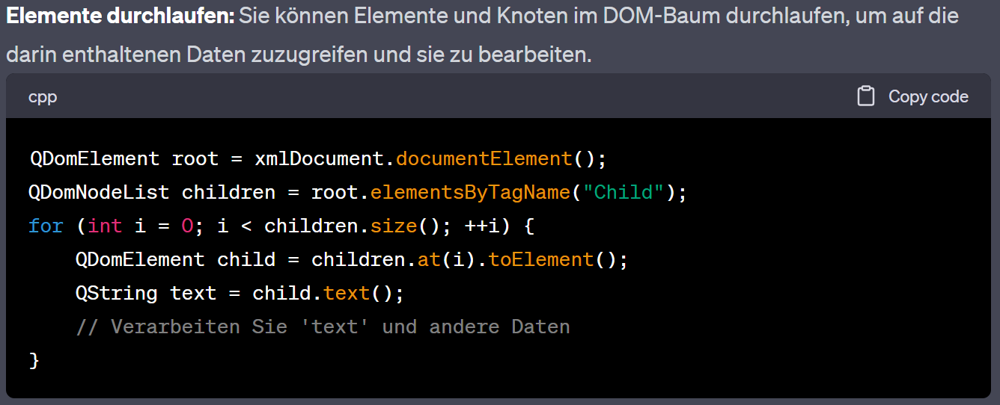 Elemente durchlaufen: Sie können Elemente und Knoten im DOM-Baum durchlaufen, um auf die
darin enthaltenen Daten zuzugreifen und sie zu bearbeiten.
cpp Copy code
QDomElement root = xmlDocument.documentElement();
QDomNodeList children = root.elementsByTagName("Child");
for (int i = 0; i < children.size(); ++i) {
    QDomElement child = children.at(i).toElement();
    QString text = child.text();
    // Verarbeiten Sie 'text' und andere Daten
}